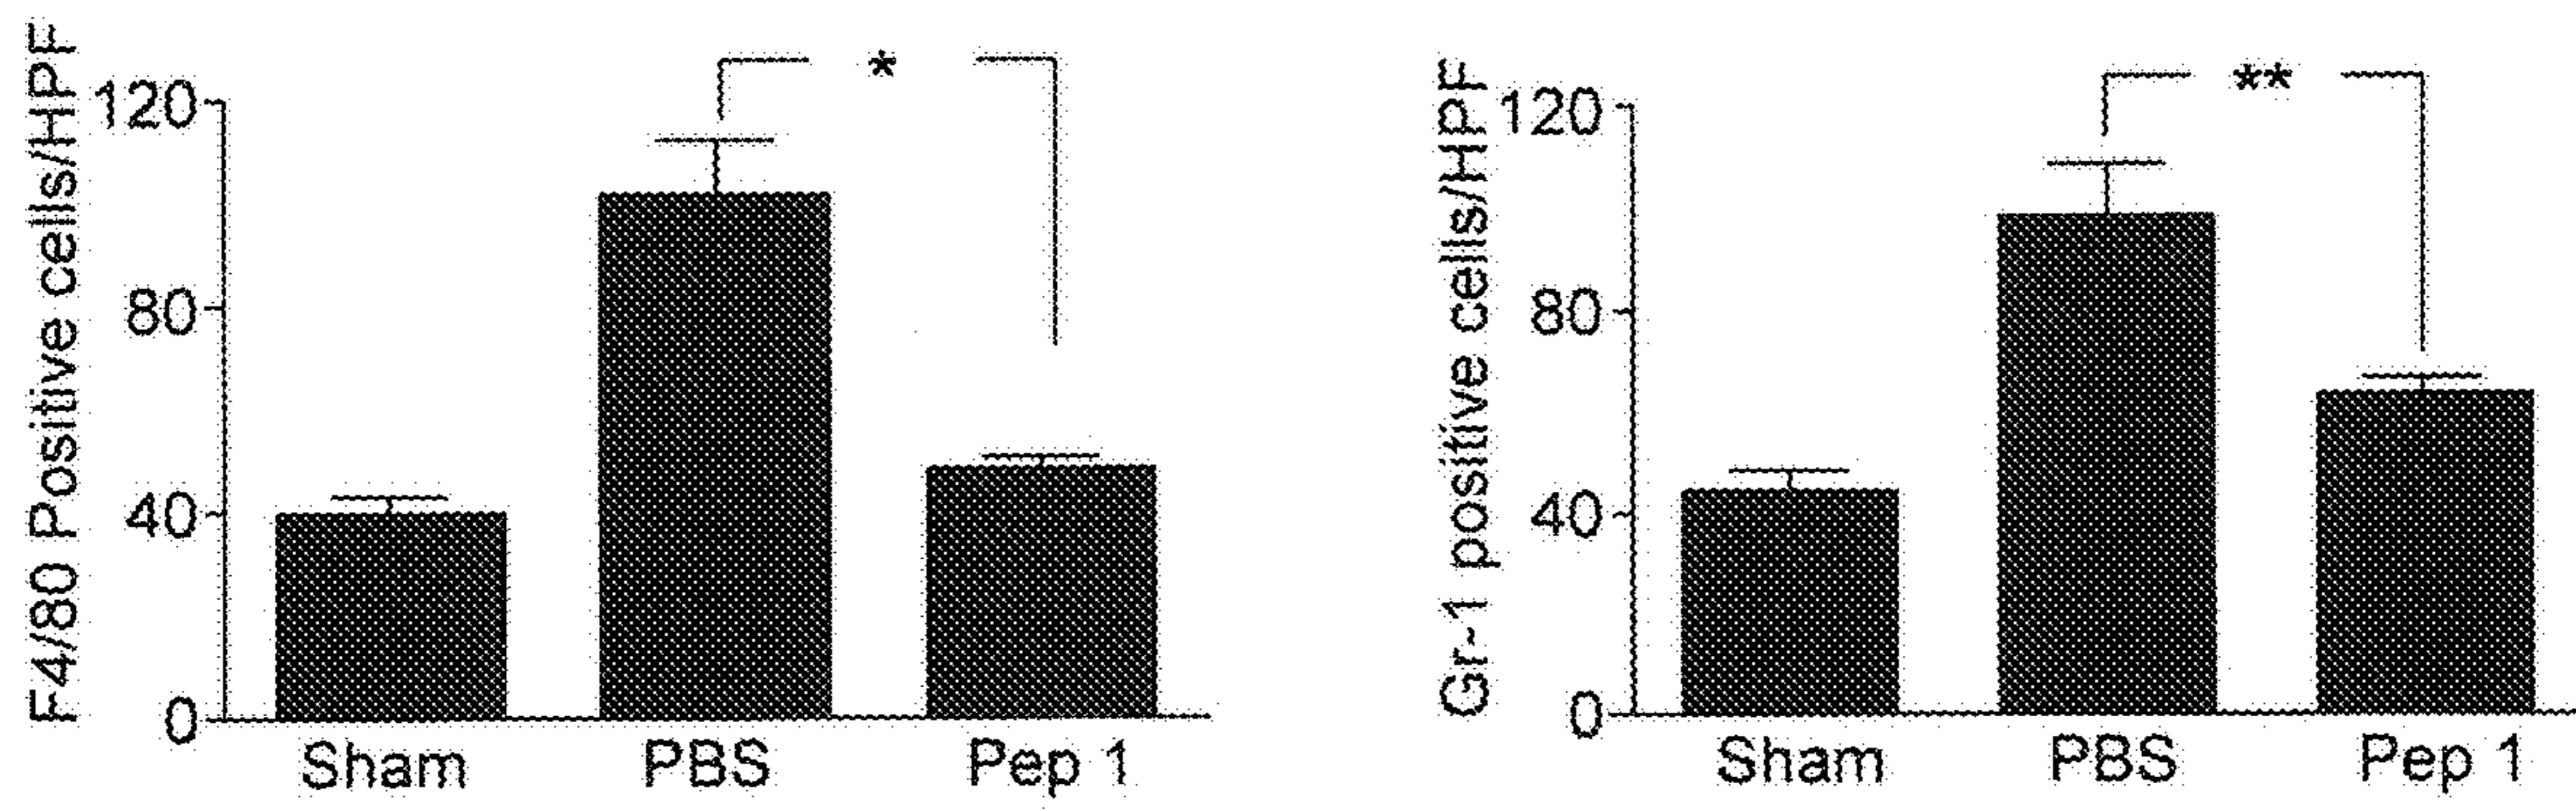 F4/80 Positive cells/HPF
120
80
40
0
*
Sham PBS Pep 1
Gr-1 positive cells/HPF
120
80
40
0
**
Sham PBS Pep 1